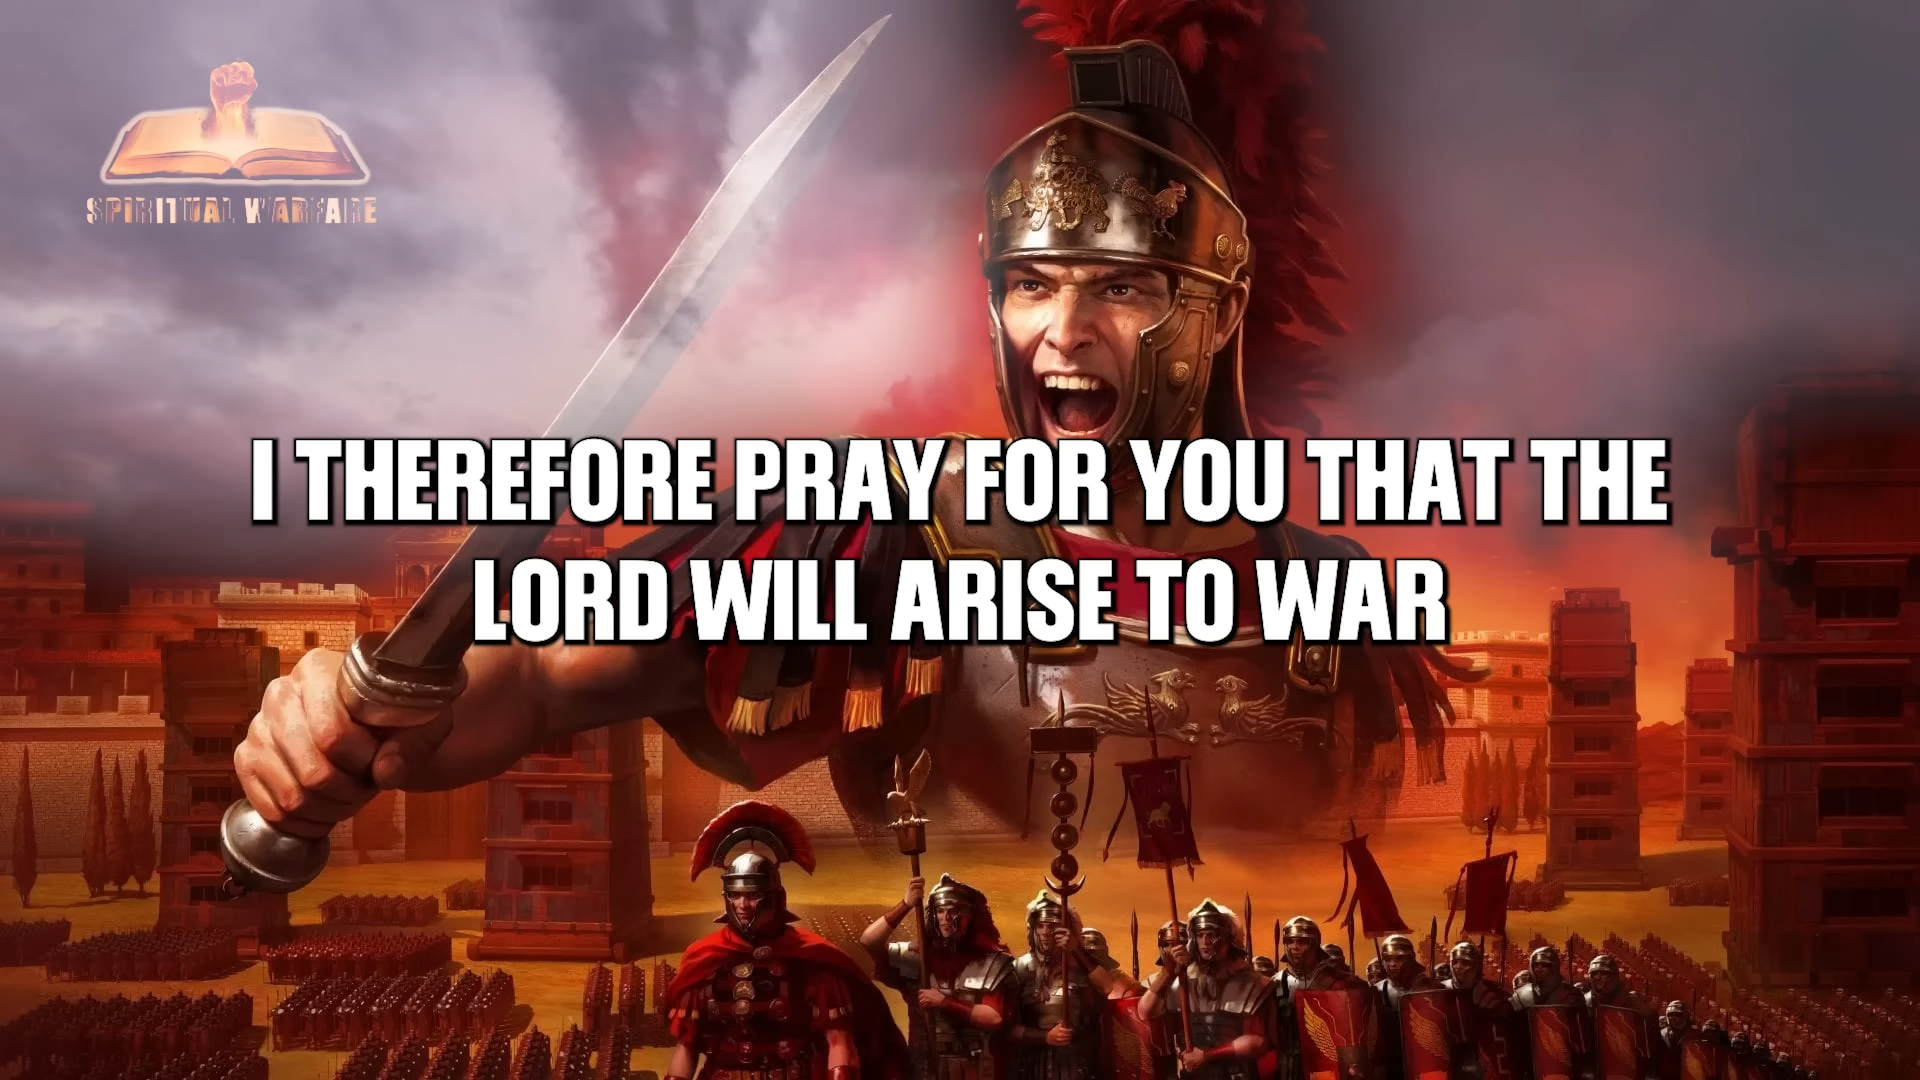 SPIRITUAL WARFARE
I THEREFORE PRAY FOR YOU THAT THE
LORD WILL ARISE TO WAR